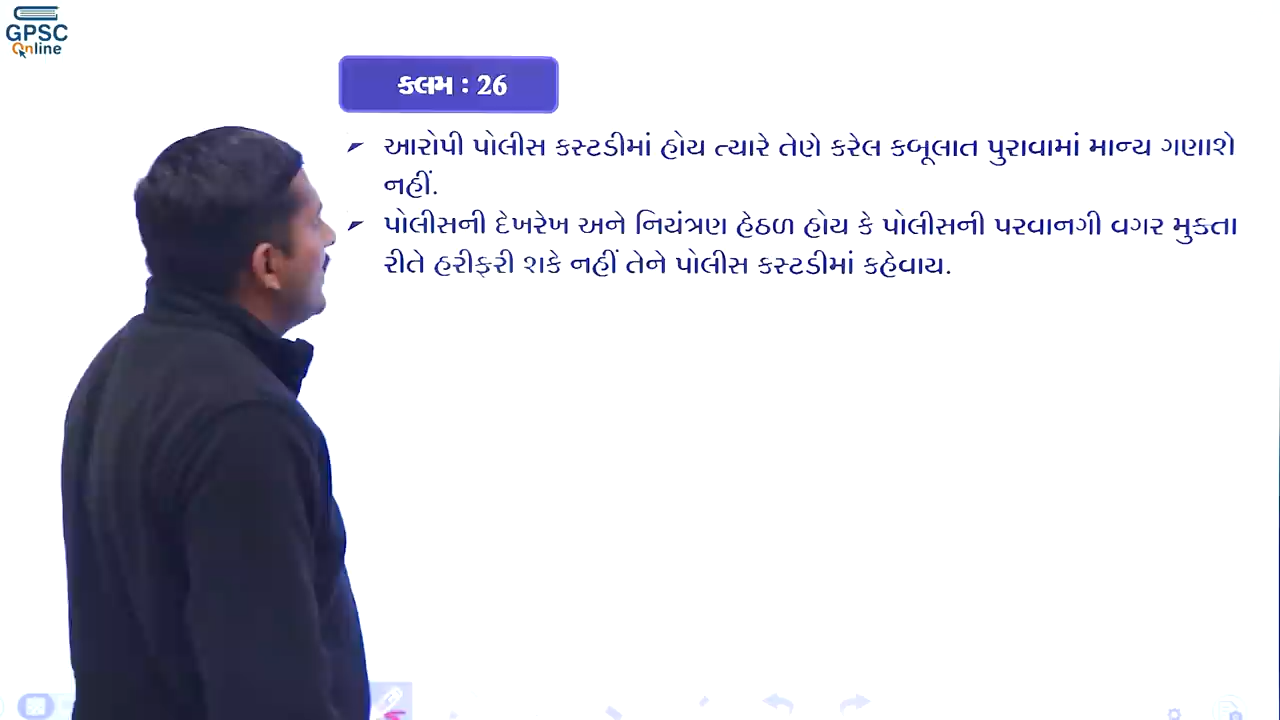 GPSC
Online
કલમ : 26
➤ આરોપી પોલીસ કસ્ટડીમાં હોય ત્યારે તેણે કરેલ કબૂલાત પુરાવામાં માન્ય ગણાશે
નહીં.
➤ પોલીસની દેખરેખ અને નિયંત્રણ હેઠળ હોય કે પોલીસની પરવાનગી વગર મુક્તા
રીતે હરીફરી શકે નહીં તેને પોલીસ કસ્ટડીમાં કહેવાય.